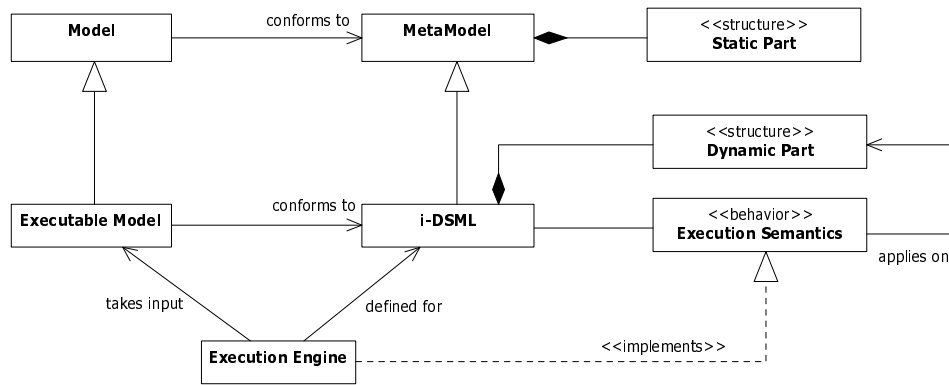 Model
conforms to
MetaModel
<<structure>>
Static Part
<<structure>>
Dynamic Part
Executable Model
conforms to
i-DSML
<<behavior>>
Execution Semantics
applies on
takes input
defined for
Execution Engine
<<implements>>